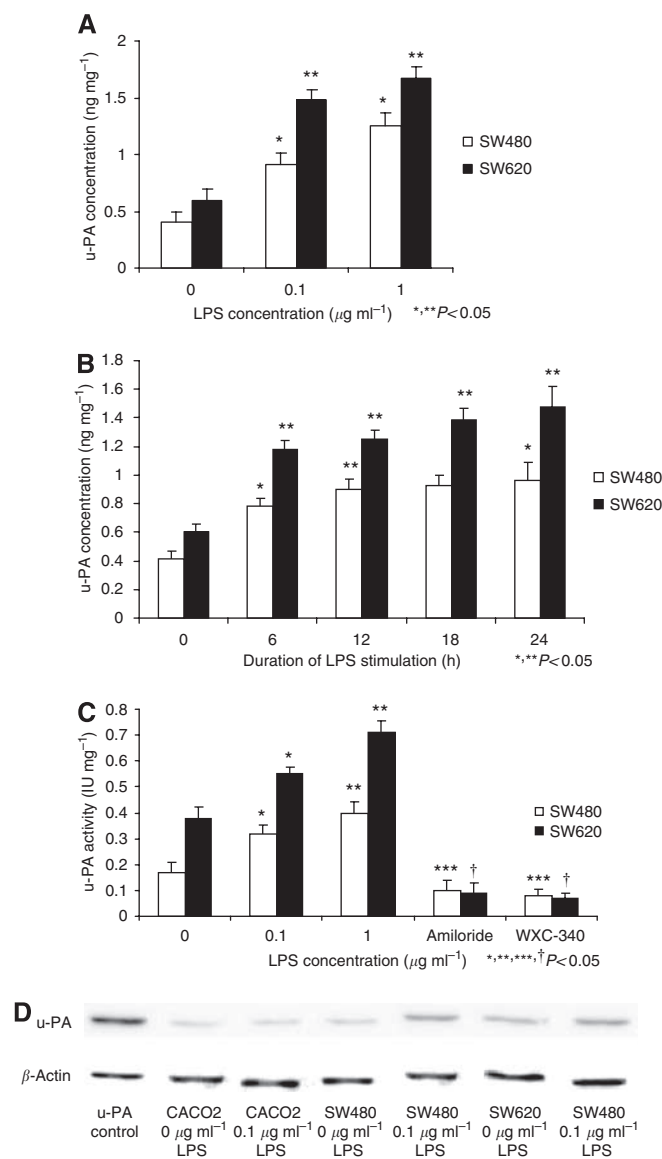 A
u-PA concentration (ng mg⁻¹)
2
1.5
1
0.5
0
* ** * **
SW480
SW620
0 0.1 1
LPS concentration (μg ml⁻¹) *,**P<0.05
B
u-PA concentration (ng mg⁻¹)
1.8
1.6
1.4
1.2
1
0.8
0.6
0.4
0.2
0
* ** ** ** ** * **
SW480
SW620
0 6 12 18 24
Duration of LPS stimulation (h) *,**P<0.05
C
u-PA activity (IU mg⁻¹)
0.8
0.7
0.6
0.5
0.4
0.3
0.2
0.1
0
* * ** ** *** † *** †
SW480
SW620
0 0.1 1 Amiloride WXC-340
LPS concentration (μg ml⁻¹) *,**,***,†P<0.05
D
u-PA
β-Actin
u-PA CACO2 CACO2 SW480 SW480 SW620 SW480
control 0 μg ml⁻¹ 0.1 μg ml⁻¹ 0 μg ml⁻¹ 0.1 μg ml⁻¹ 0 μg ml⁻¹ 0.1 μg ml⁻¹
LPS LPS LPS LPS LPS LPS